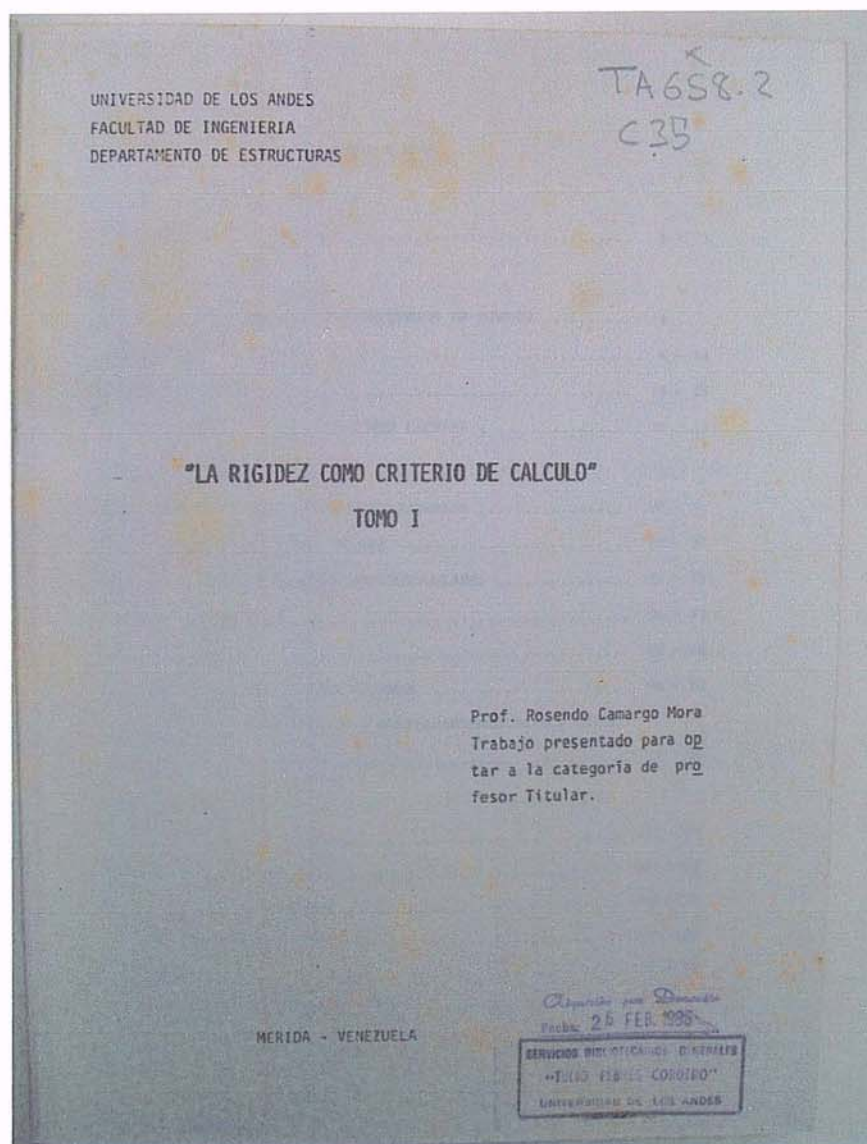 UNIVERSIDAD DE LOS ANDES
FACULTAD DE INGENIERIA
DEPARTAMENTO DE ESTRUCTURAS
TA658.2
C35
"LA RIGIDEZ COMO CRITERIO DE CALCULO"
TOMO I
Prof. Rosendo Camargo Mora
Trabajo presentado para op
tar a la categoría de pro
fesor Titular.
MERIDA - VENEZUELA
Adquirido por Donación
Fecha: 26 FEB. 1996
SERVICIOS BIBLIOTECARIOS GENERALES
"TULIO FEBRES CORDERO"
UNIVERSIDAD DE LOS ANDES